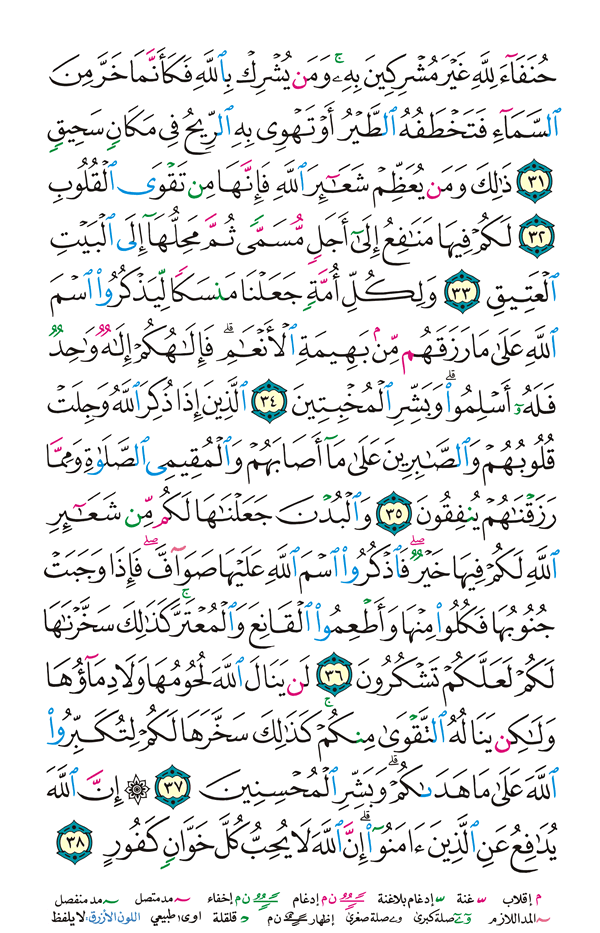 حُنَفَآءَ لِلَّهِ غَيۡرَ مُشۡرِكِينَ بِهِۦۚ وَمَن يُشۡرِكۡ بِٱللَّهِ فَكَأَنَّمَا خَرَّ مِنَ
ٱلسَّمَآءِ فَتَخۡطَفُهُ ٱلطَّيۡرُ أَوۡ تَهۡوِي بِهِ ٱلرِّيحُ فِي مَكَانٖ سَحِيقٖ
٣١ ذَٰلِكَۖ وَمَن يُعَظِّمۡ شَعَٰٓئِرَ ٱللَّهِ فَإِنَّهَا مِن تَقۡوَى ٱلۡقُلُوبِ
٣٢ لَكُمۡ فِيهَا مَنَٰفِعُ إِلَىٰٓ أَجَلٖ مُّسَمّٗى ثُمَّ مَحِلُّهَآ إِلَى ٱلۡبَيۡتِ
ٱلۡعَتِيقِ ٣٣ وَلِكُلِّ أُمَّةٖ جَعَلۡنَا مَنسَكٗا لِّيَذۡكُرُواْ ٱسۡمَ
ٱللَّهِ عَلَىٰ مَا رَزَقَهُم مِّنۢ بَهِيمَةِ ٱلۡأَنۡعَٰمِۗ فَإِلَٰهُكُمۡ إِلَٰهٞ وَٰحِدٞ
فَلَهُۥٓ أَسۡلِمُواْۗ وَبَشِّرِ ٱلۡمُخۡبِتِينَ ٣٤ ٱلَّذِينَ إِذَا ذُكِرَ ٱللَّهُ وَجِلَتۡ
قُلُوبُهُمۡ وَٱلصَّٰبِرِينَ عَلَىٰ مَآ أَصَابَهُمۡ وَٱلۡمُقِيمِي ٱلصَّلَوٰةِ وَمِمَّا
رَزَقۡنَٰهُمۡ يُنفِقُونَ ٣٥ وَٱلۡبُدۡنَ جَعَلۡنَٰهَا لَكُم مِّن شَعَٰٓئِرِ
ٱللَّهِ لَكُمۡ فِيهَا خَيۡرٞۖ فَٱذۡكُرُواْ ٱسۡمَ ٱللَّهِ عَلَيۡهَا صَوَآفَّۖ فَإِذَا وَجَبَتۡ
جُنُوبُهَا فَكُلُواْ مِنۡهَا وَأَطۡعِمُواْ ٱلۡقَانِعَ وَٱلۡمُعۡتَرَّۚ كَذَٰلِكَ سَخَّرۡنَٰهَا
لَكُمۡ لَعَلَّكُمۡ تَشۡكُرُونَ ٣٦ لَن يَنَالَ ٱللَّهَ لُحُومُهَا وَلَا دِمَآؤُهَا
وَلَٰكِن يَنَالُهُ ٱلتَّقۡوَىٰ مِنكُمۡۚ كَذَٰلِكَ سَخَّرَهَا لَكُمۡ لِتُكَبِّرُواْ
ٱللَّهَ عَلَىٰ مَا هَدَىٰكُمۡۗ وَبَشِّرِ ٱلۡمُحۡسِنِينَ ٣٧ ۞ إِنَّ ٱللَّهَ
يُدَٰفِعُ عَنِ ٱلَّذِينَ ءَامَنُوٓاْۗ إِنَّ ٱللَّهَ لَا يُحِبُّ كُلَّ خَوَّانٖ كَفُورٍ ٣٨
م إقلاب غنة إدغام بلاغنة ن م إدغام ن م إخفاء مد متصل مد منفصل
المد اللازم صلة كبرى صلة صغرى إظهار ن م قلقلة اوى؛ طبيعي اللون الأزرق: لا يلفظ